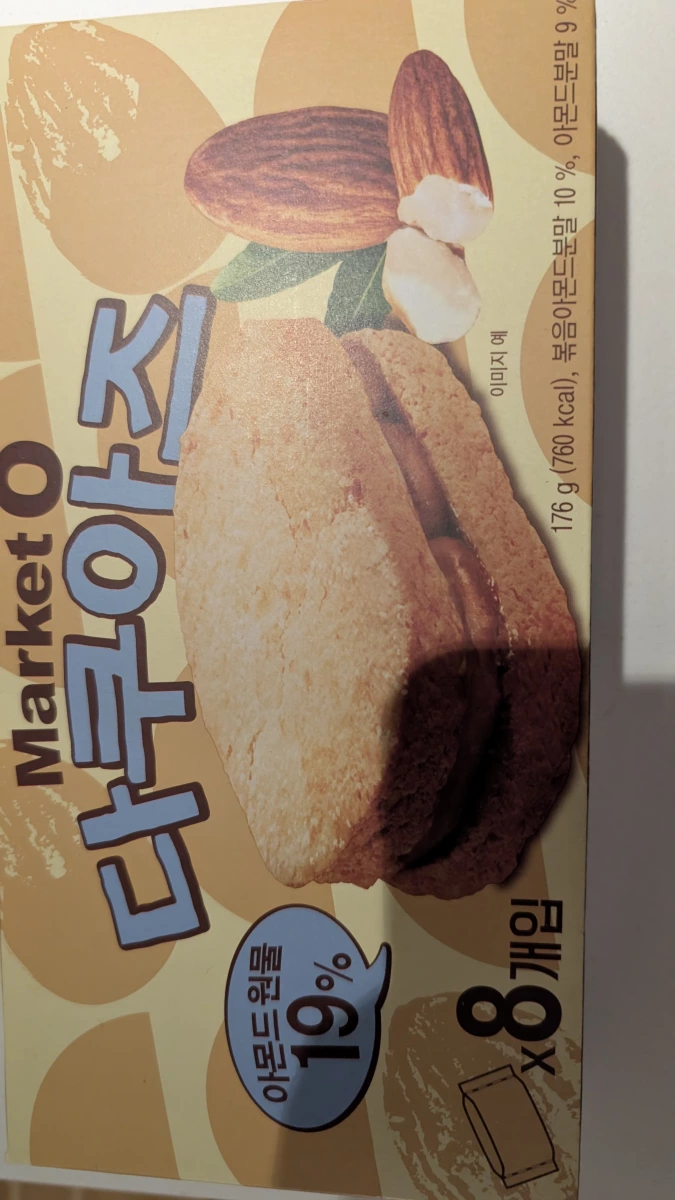 Market O
다쿠아즈
아몬드 원물
19%
이미지 예
x8개입
176 g (760 kcal), 볶음아몬드분말 10 %, 아몬드분말 9 %